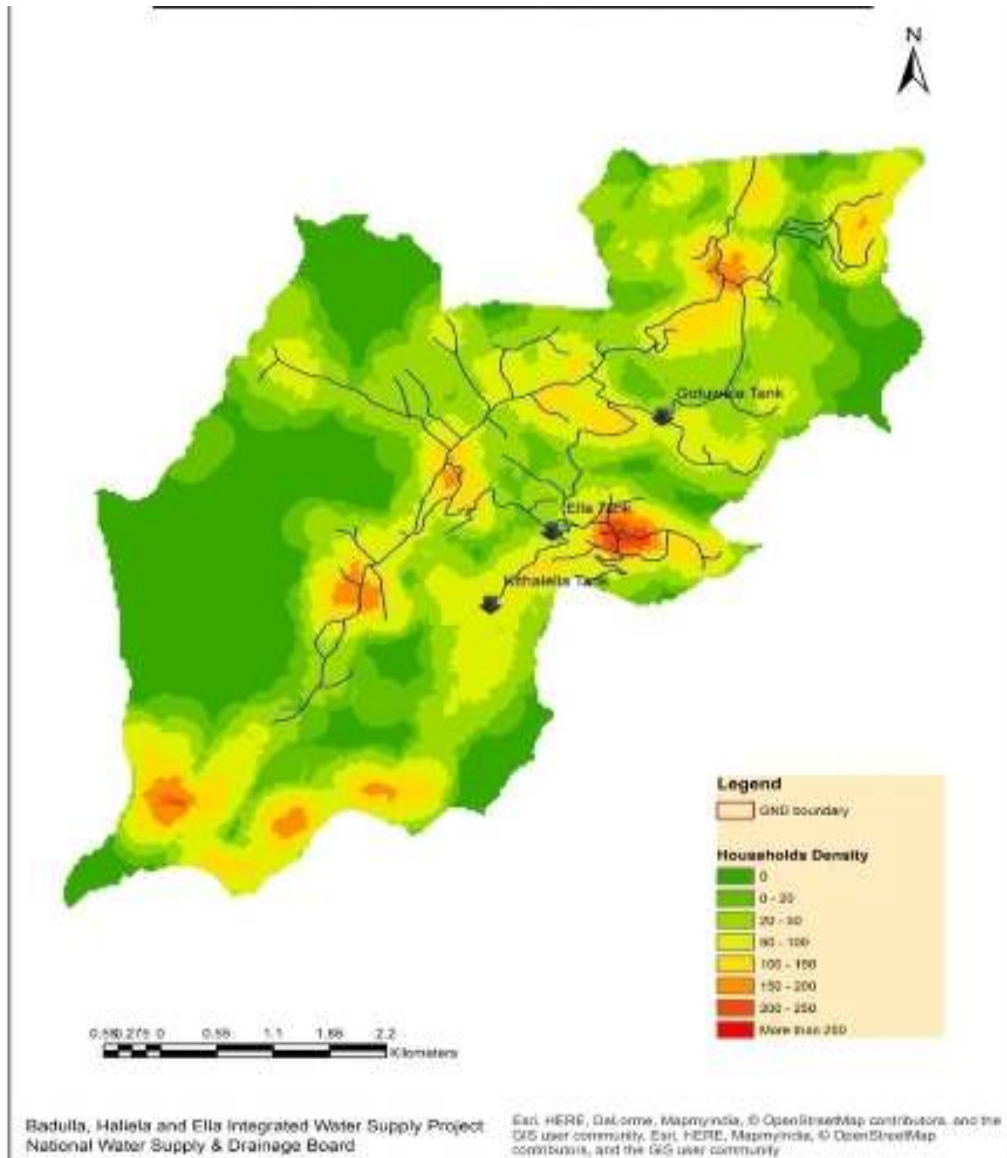 N
Gotuwela Tank
Ella Tank
Kithalella Tank
Legend
GND boundary
Households Density
0
0 - 20
20 - 50
50 - 100
100 - 150
150 - 200
200 - 250
More than 250
0 0.55 1.1 1.65 2.2
Kilometers
Badulla, Haliela and Ella Integrated Water Supply Project
National Water Supply & Drainage Board
Esri, HERE, DeLorme, MapmyIndia, © OpenStreetMap contributors, and the
GIS user community, Esri, HERE, MapmyIndia, © OpenStreetMap
contributors, and the GIS user community